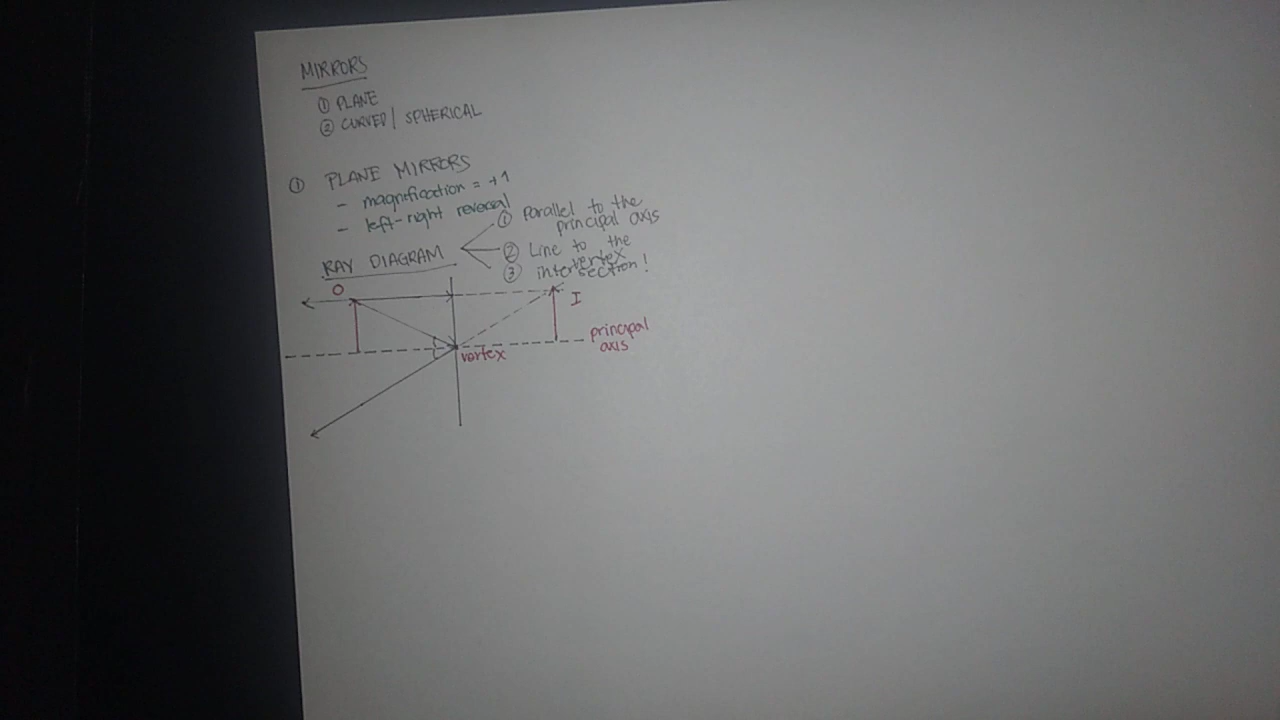 MIRRORS
① PLANE
② CURVED/ SPHERICAL
① PLANE MIRRORS
- magnification = +1
- left-right reversal
RAY DIAGRAM
① Parallel to the
principal axis
② Line to the
vertex
③ intersection!
O
I
principal
axis
vertex